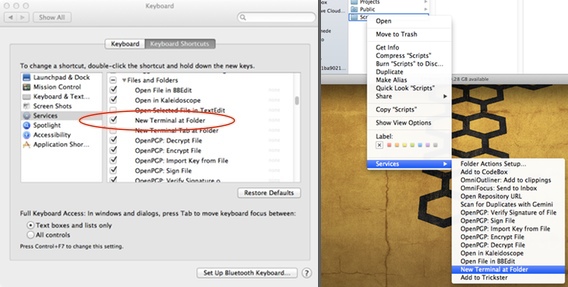 Keyboard
Show All
Keyboard
Keyboard Shortcuts
To change a shortcut, double-click the shortcut and hold down the new keys.
Launchpad & Dock
Mission Control
Keyboard & Text...
Screen Shots
Services
Spotlight
Accessibility
Application Shor...
Files and Folders
Open File in BBEdit
Open in Kaleidoscope
Open Selected File in TextEdit
New Terminal at Folder
New Terminal Tab at Folder
OpenPGP: Decrypt File
OpenPGP: Encrypt File
OpenPGP: Import Key from File
OpenPGP: Sign File
OpenPGP: Verify Signature o
Restore Defaults
Full Keyboard Access: In windows and dialogs, press Tab to move keyboard focus between:
Text boxes and lists only
All controls
Press Control+F7 to change this setting.
Set Up Bluetooth Keyboard...
?
Projects
Public
Scr
Open
Move to Trash
Get Info
Compress "Scripts"
Burn "Scripts" to Disc...
Duplicate
Make Alias
Quick Look "Scripts"
Share
Copy "Scripts"
Show View Options
Label:
Services
28 GB available
Folder Actions Setup...
Add to CodeBox
OmniOutliner: Add to clippings
OmniFocus: Send to Inbox
Open Repository URL
Scan for Duplicates with Gemini
OpenPGP: Verify Signature of File
OpenPGP: Sign File
OpenPGP: Import Key from File
OpenPGP: Encrypt File
OpenPGP: Decrypt File
Open in Kaleidoscope
Open File in BBEdit
New Terminal at Folder
Add to Trickster